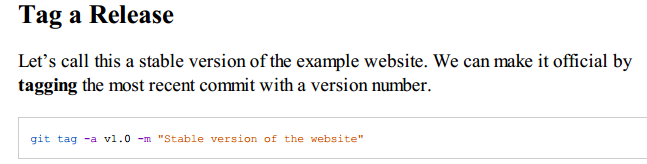 Tag a Release
Let’s call this a stable version of the example website. We can make it official by
tagging the most recent commit with a version number.
git tag -a v1.0 -m "Stable version of the website"